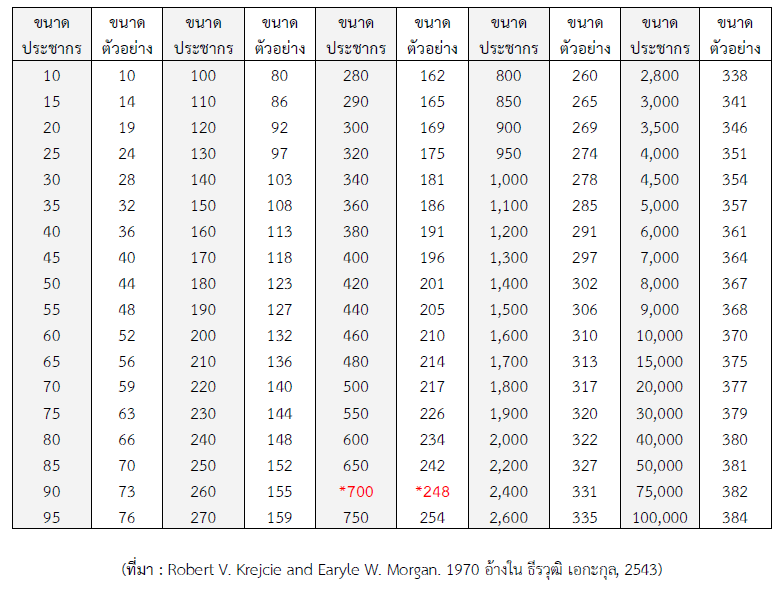 ขนาด ขนาด ขนาด ขนาด ขนาด ขนาด ขนาด ขนาด ขนาด ขนาด
ประชากร ตัวอย่าง ประชากร ตัวอย่าง ประชากร ตัวอย่าง ประชากร ตัวอย่าง ประชากร ตัวอย่าง
10 10 100 80 280 162 800 260 2,800 338
15 14 110 86 290 165 850 265 3,000 341
20 19 120 92 300 169 900 269 3,500 346
25 24 130 97 320 175 950 274 4,000 351
30 28 140 103 340 181 1,000 278 4,500 354
35 32 150 108 360 186 1,100 285 5,000 357
40 36 160 113 380 191 1,200 291 6,000 361
45 40 170 118 400 196 1,300 297 7,000 364
50 44 180 123 420 201 1,400 302 8,000 367
55 48 190 127 440 205 1,500 306 9,000 368
60 52 200 132 460 210 1,600 310 10,000 370
65 56 210 136 480 214 1,700 313 15,000 375
70 59 220 140 500 217 1,800 317 20,000 377
75 63 230 144 550 226 1,900 320 30,000 379
80 66 240 148 600 234 2,000 322 40,000 380
85 70 250 152 650 242 2,200 327 50,000 381
90 73 260 155 *700 *248 2,400 331 75,000 382
95 76 270 159 750 254 2,600 335 100,000 384
(ที่มา : Robert V. Krejcie and Earyle W. Morgan. 1970 อ้างใน ธีรวุฒิ เอกะกุล, 2543)